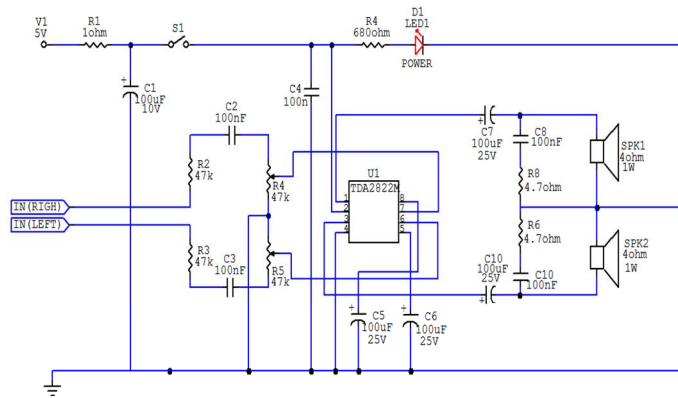 V1
5V
R1
1ohm
S1
R4
680ohm
D1
LED1
POWER
C1
100uF
10V
C4
100n
C2
100nF
R2
47k
R4
47k
IN(RIGH)
IN(LEFT)
R3
47k
C3
100nF
R5
47k
U1
TDA2822M
1
2
3
4
8
7
6
5
C5
100uF
25V
C6
100uF
25V
C7
100uF
25V
C8
100nF
R8
4.7ohm
R6
4.7ohm
C10
100uF
25V
C10
100nF
SPK1
4ohm
1W
SPK2
4ohm
1W